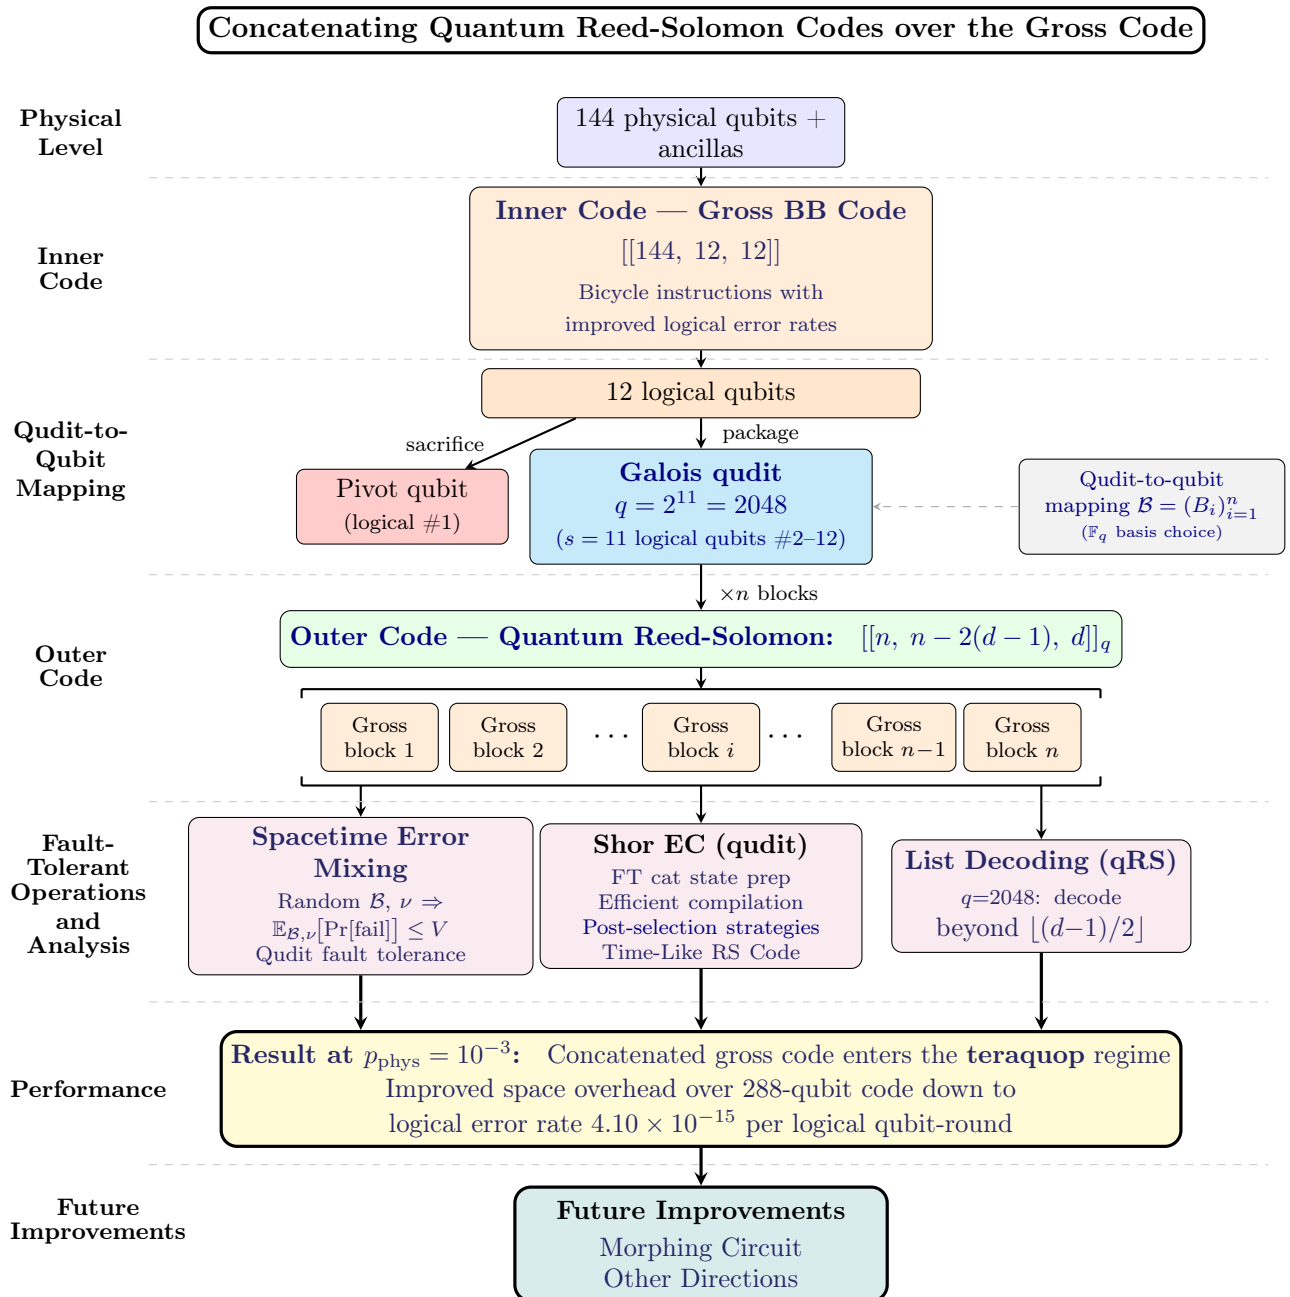 Concatenating Quantum Reed-Solomon Codes over the Gross Code
Physical
Level
144 physical qubits +
ancillas
Inner
Code
Inner Code — Gross BB Code
[[144, 12, 12]]
Bicycle instructions with
improved logical error rates
12 logical qubits
Qudit-to-
Qubit
Mapping
sacrifice
package
Pivot qubit
(logical #1)
Galois qudit
q = 2^11 = 2048
(s = 11 logical qubits #2–12)
Qudit-to-qubit
mapping ℬ = (B_i)_{i=1}^n
(𝔽_q basis choice)
×n blocks
Outer
Code
Outer Code — Quantum Reed-Solomon: [[n, n − 2(d − 1), d]]_q
Gross
block 1
Gross
block 2
· · ·
Gross
block i
· · ·
Gross
block n−1
Gross
block n
Fault-
Tolerant
Operations
and
Analysis
Spacetime Error
Mixing
Random ℬ, ν ⇒
𝔼_{ℬ,ν}[Pr[fail]] ≤ V
Qudit fault tolerance
Shor EC (qudit)
FT cat state prep
Efficient compilation
Post-selection strategies
Time-Like RS Code
List Decoding (qRS)
q=2048: decode
beyond ⌊(d−1)/2⌋
Performance
Result at p_phys = 10^−3: Concatenated gross code enters the teraquop regime
Improved space overhead over 288-qubit code down to
logical error rate 4.10 × 10^−15 per logical qubit-round
Future
Improvements
Future Improvements
Morphing Circuit
Other Directions